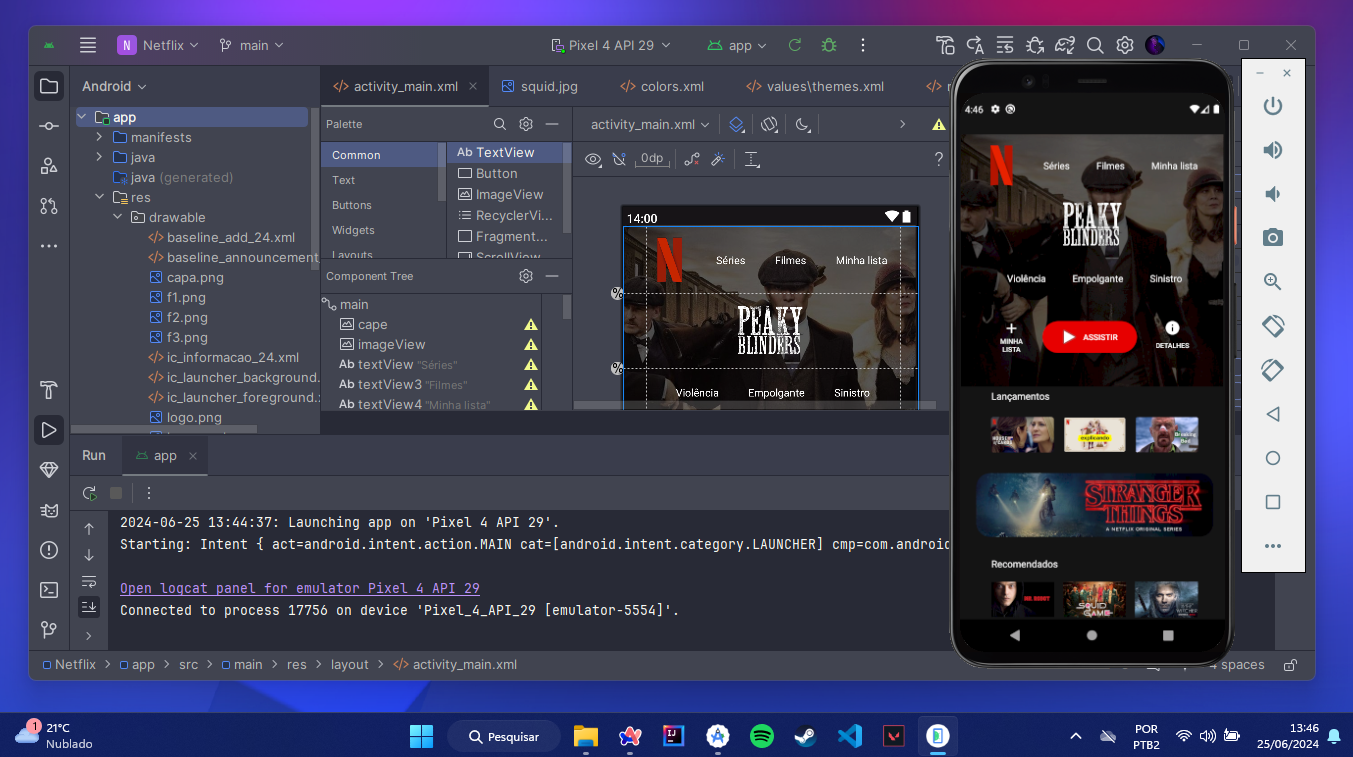 N Netflix main Pixel 4 API 29 app
Android
activity_main.xml squid.jpg colors.xml values\themes.xml
app
manifests
java
java (generated)
res
drawable
baseline_add_24.xml
baseline_announcement
capa.png
f1.png
f2.png
f3.png
ic_informacao_24.xml
ic_launcher_background.
ic_launcher_foreground.
logo.png
Palette
Common
Text
Buttons
Widgets
Layouts
Ab TextView
Button
ImageView
RecyclerVi...
Fragment...
ScrollView
Component Tree
main
cape
imageView
Ab textView "Séries"
Ab textView3 "Filmes"
Ab textView4 "Minha lista"
activity_main.xml
0dp
?
14:00
N
Séries Filmes Minha lista
%
PEAKY
BLINDERS
%
Violência Empolgante Sinistro
Run app
2024-06-25 13:44:37: Launching app on 'Pixel 4 API 29'.
Starting: Intent { act=android.intent.action.MAIN cat=[android.intent.category.LAUNCHER] cmp=com.android
Open logcat panel for emulator Pixel 4 API 29
Connected to process 17756 on device 'Pixel_4_API_29 [emulator-5554]'.
Netflix app src main res layout activity_main.xml
4 spaces
4:46
N
Séries Filmes Minha lista
PEAKY
BLINDERS
Violência Empolgante Sinistro
MINHA
LISTA
ASSISTIR
DETALHES
Lançamentos
HOUSE of CARDS
explicando
Breaking
Bad
STRANGER
THINGS
A NETFLIX ORIGINAL SERIES
Recomendados
MR. ROBOT
SQUID
GAME
1
21°C
Nublado
Pesquisar
POR
PTB2
13:46
25/06/2024